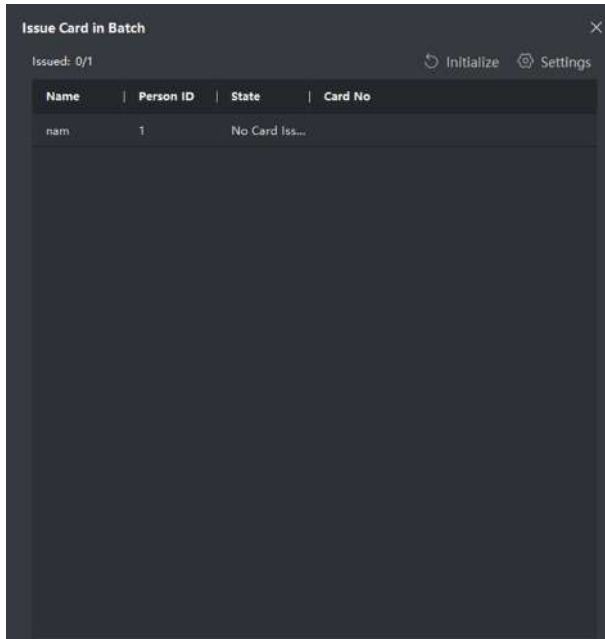 Issue Card in Batch
Issued: 0/1 Initialize Settings
Name | Person ID | State | Card No
nam 1 No Card Iss...